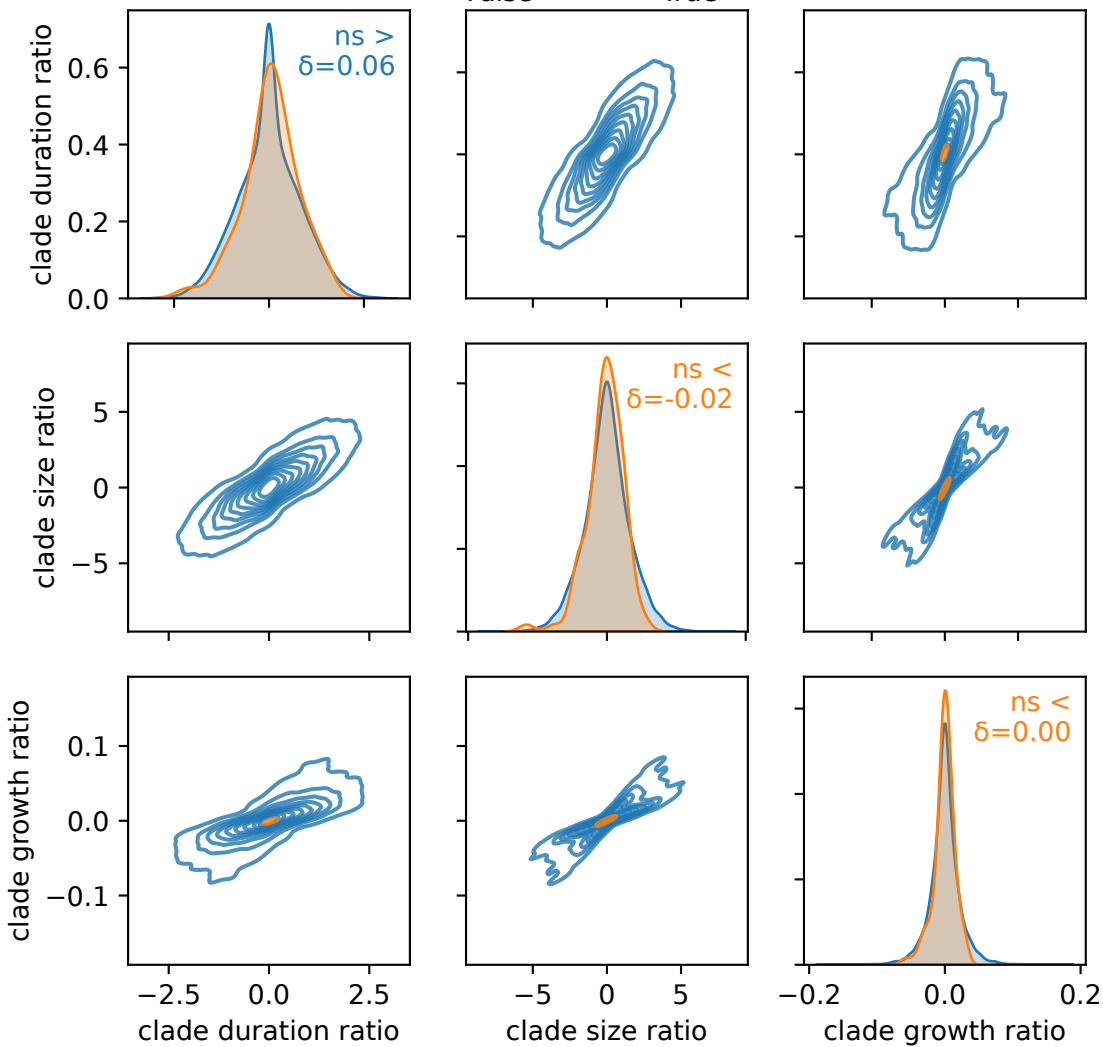 ns >
δ=0.06
clade duration ratio
0.6
0.4
0.2
0.0
ns <
δ=-0.02
clade size ratio
5
0
−5
ns <
δ=0.00
clade growth ratio
0.1
0.0
−0.1
−2.5 0.0 2.5
−5 0 5
−0.2 0.0 0.2
clade duration ratio
clade size ratio
clade growth ratio